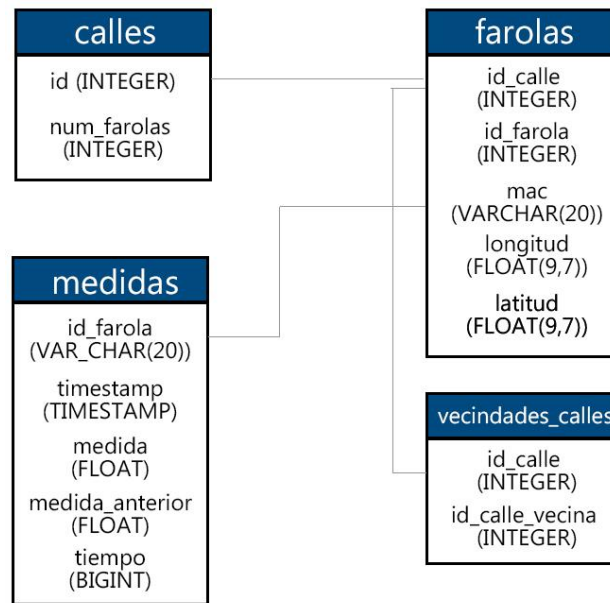 calles
id (INTEGER)
num_farolas
(INTEGER)
farolas
id_calle
(INTEGER)
id_farola
(INTEGER)
mac
(VARCHAR(20))
longitud
(FLOAT(9,7))
latitud
(FLOAT(9,7))
medidas
id_farola
(VAR_CHAR(20))
timestamp
(TIMESTAMP)
medida
(FLOAT)
medida_anterior
(FLOAT)
tiempo
(BIGINT)
vecindades_calles
id_calle
(INTEGER)
id_calle_vecina
(INTEGER)